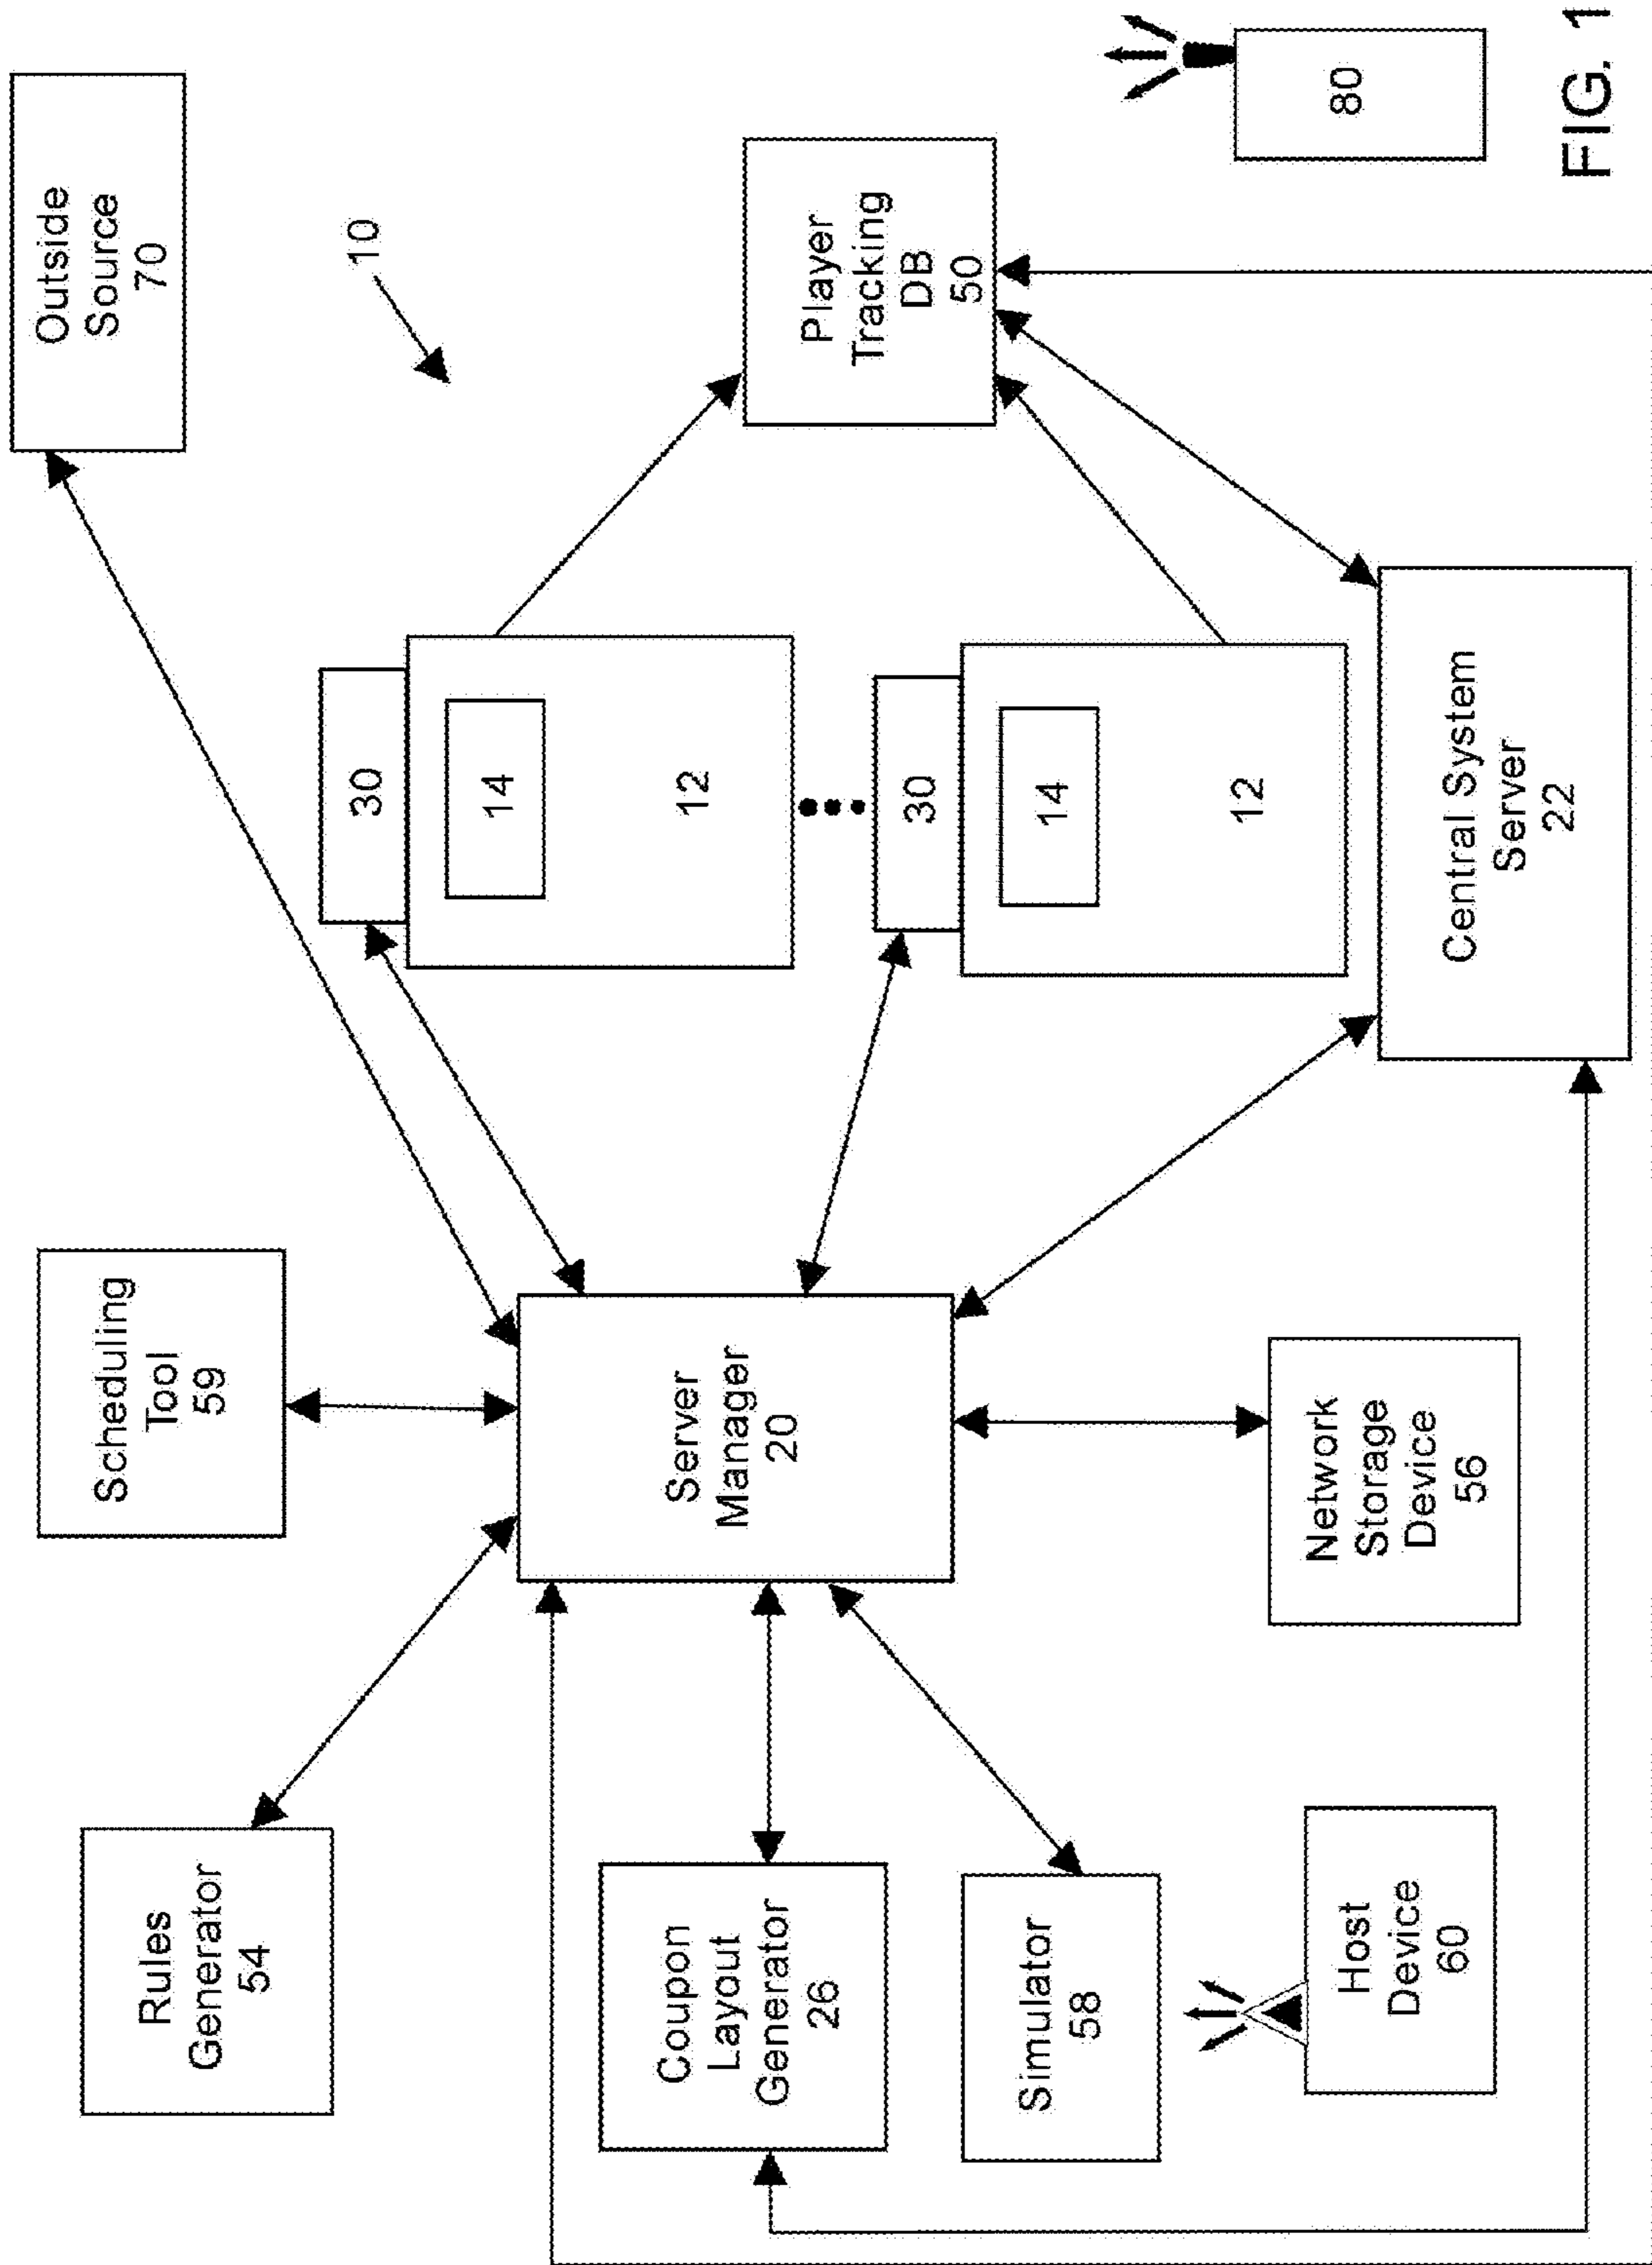 Rules
Generator
54
Scheduling
Tool
59
Outside
Source
70
10
Coupon
Layout
Generator
26
Server
Manager
20
30
14
12
30
14
12
Player
Tracking
DB
50
Simulator
58
Host
Device
60
Network
Storage
Device
56
Central System
Server
22
80
FIG. 1